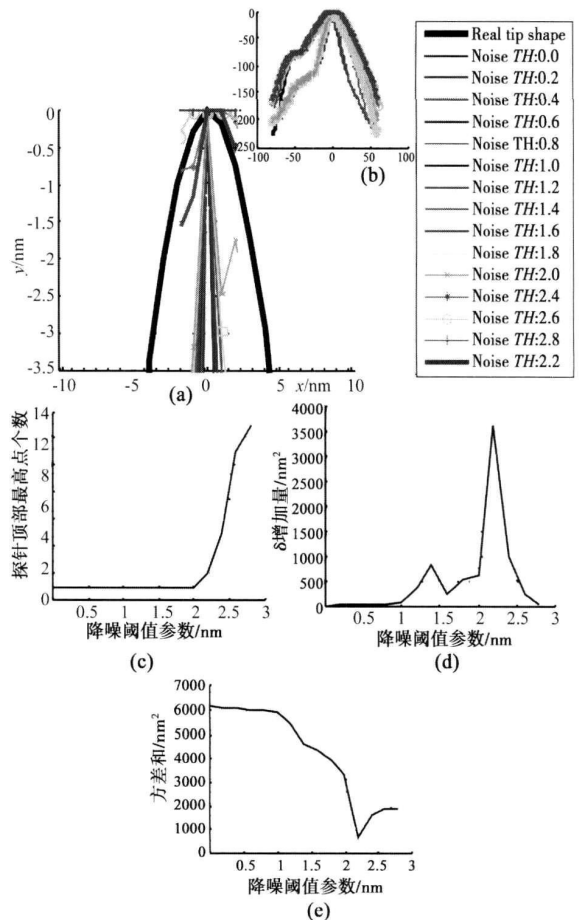 Real tip shape
Noise TH:0.0
Noise TH:0.2
Noise TH:0.4
Noise TH:0.6
Noise TH:0.8
Noise TH:1.0
Noise TH:1.2
Noise TH:1.4
Noise TH:1.6
Noise TH:1.8
Noise TH:2.0
Noise TH:2.4
Noise TH:2.6
Noise TH:2.8
Noise TH:2.2
0
-50
-100
-150
-200
-250
-100
-50
0
50
100
(b)
0
-0.5
-1
-1.5
-2
-2.5
-3
-3.5
y/nm
-10
-5
0
5
10
x/nm
(a)
14
12
10
8
6
4
2
0
探针顶部最高点个数
0.5
1
1.5
2
2.5
3
降噪阈值参数/nm
(c)
4000
3500
3000
2500
2000
1500
1000
500
0
δ增加量/nm²
0.5
1
1.5
2
2.5
3
降噪阈值参数/nm
(d)
7000
6000
5000
4000
3000
2000
1000
0
方差和/nm²
0.5
1
1.5
2
2.5
3
降噪阈值参数/nm
(e)